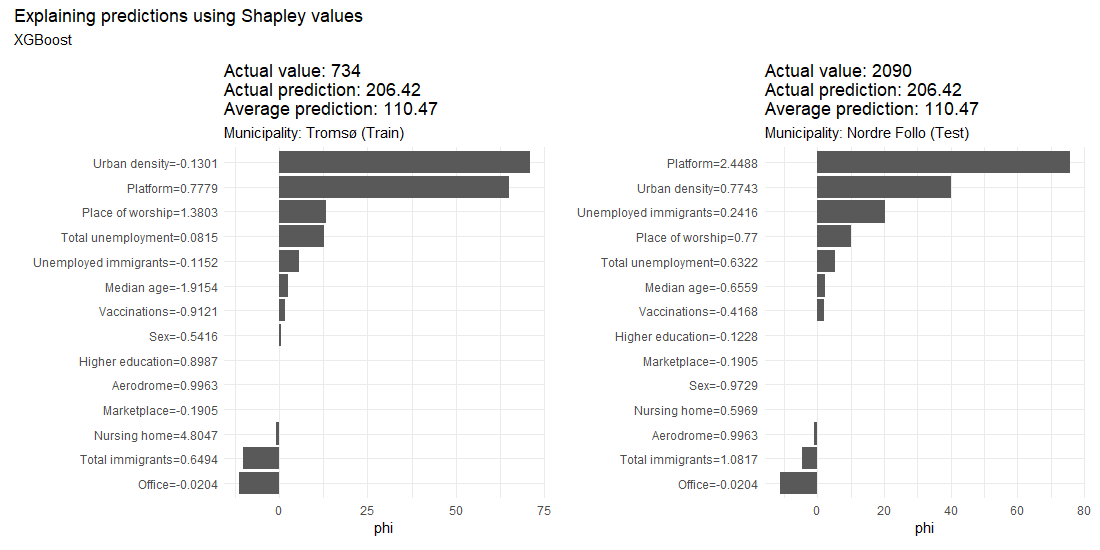 Explaining predictions using Shapley values
XGBoost
Actual value: 734
Actual prediction: 206.42
Average prediction: 110.47
Municipality: Tromsø (Train)
Urban density=-0.1301
Platform=0.7779
Place of worship=1.3803
Total unemployment=0.0815
Unemployed immigrants=-0.1152
Median age=-1.9154
Vaccinations=-0.9121
Sex=-0.5416
Higher education=0.8987
Aerodrome=0.9963
Marketplace=-0.1905
Nursing home=4.8047
Total immigrants=0.6494
Office=-0.0204
0 25 50 75
phi
Actual value: 2090
Actual prediction: 206.42
Average prediction: 110.47
Municipality: Nordre Follo (Test)
Platform=2.4488
Urban density=0.7743
Unemployed immigrants=0.2416
Place of worship=0.77
Total unemployment=0.6322
Median age=-0.6559
Vaccinations=-0.4168
Higher education=-0.1228
Marketplace=-0.1905
Sex=-0.9729
Nursing home=0.5969
Aerodrome=0.9963
Total immigrants=1.0817
Office=-0.0204
0 20 40 60 80
phi